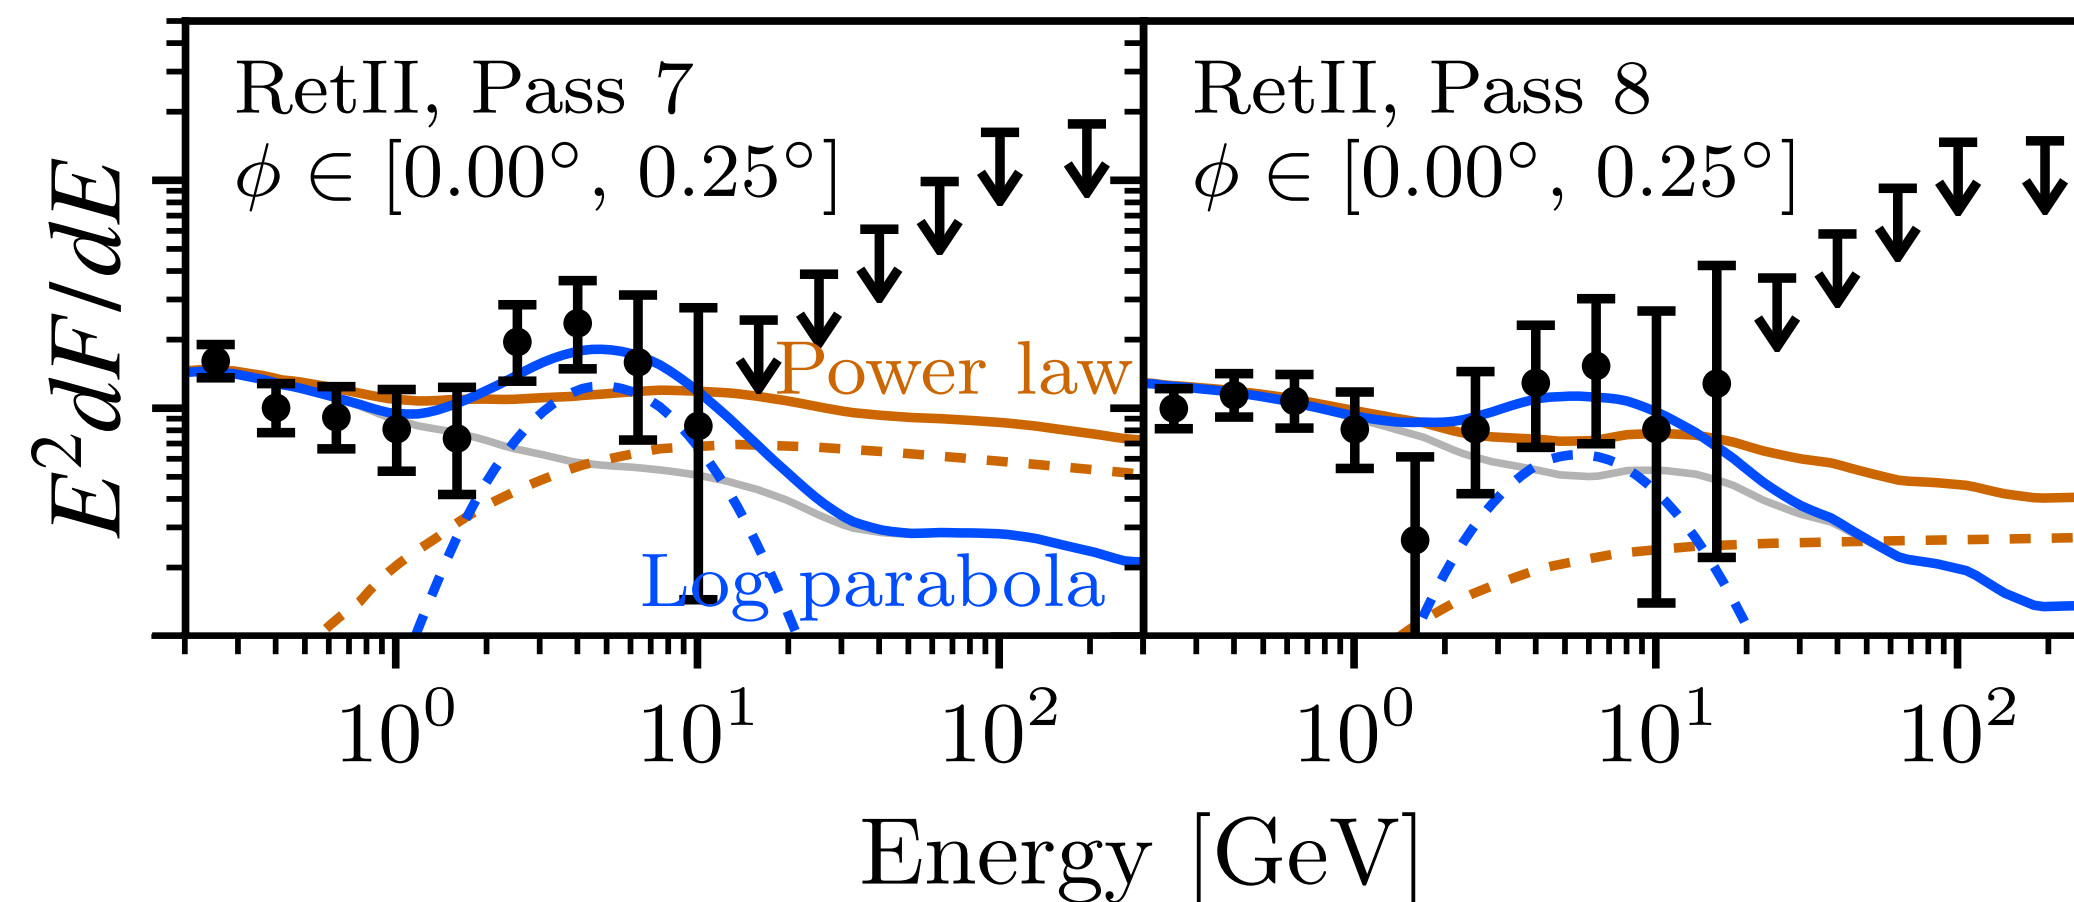 RetII, Pass 7
ϕ ∈ [0.00°, 0.25°]
RetII, Pass 8
ϕ ∈ [0.00°, 0.25°]
E²dF/dE
Power law
Log parabola
10⁰ 10¹ 10² 10⁰ 10¹ 10²
Energy [GeV]